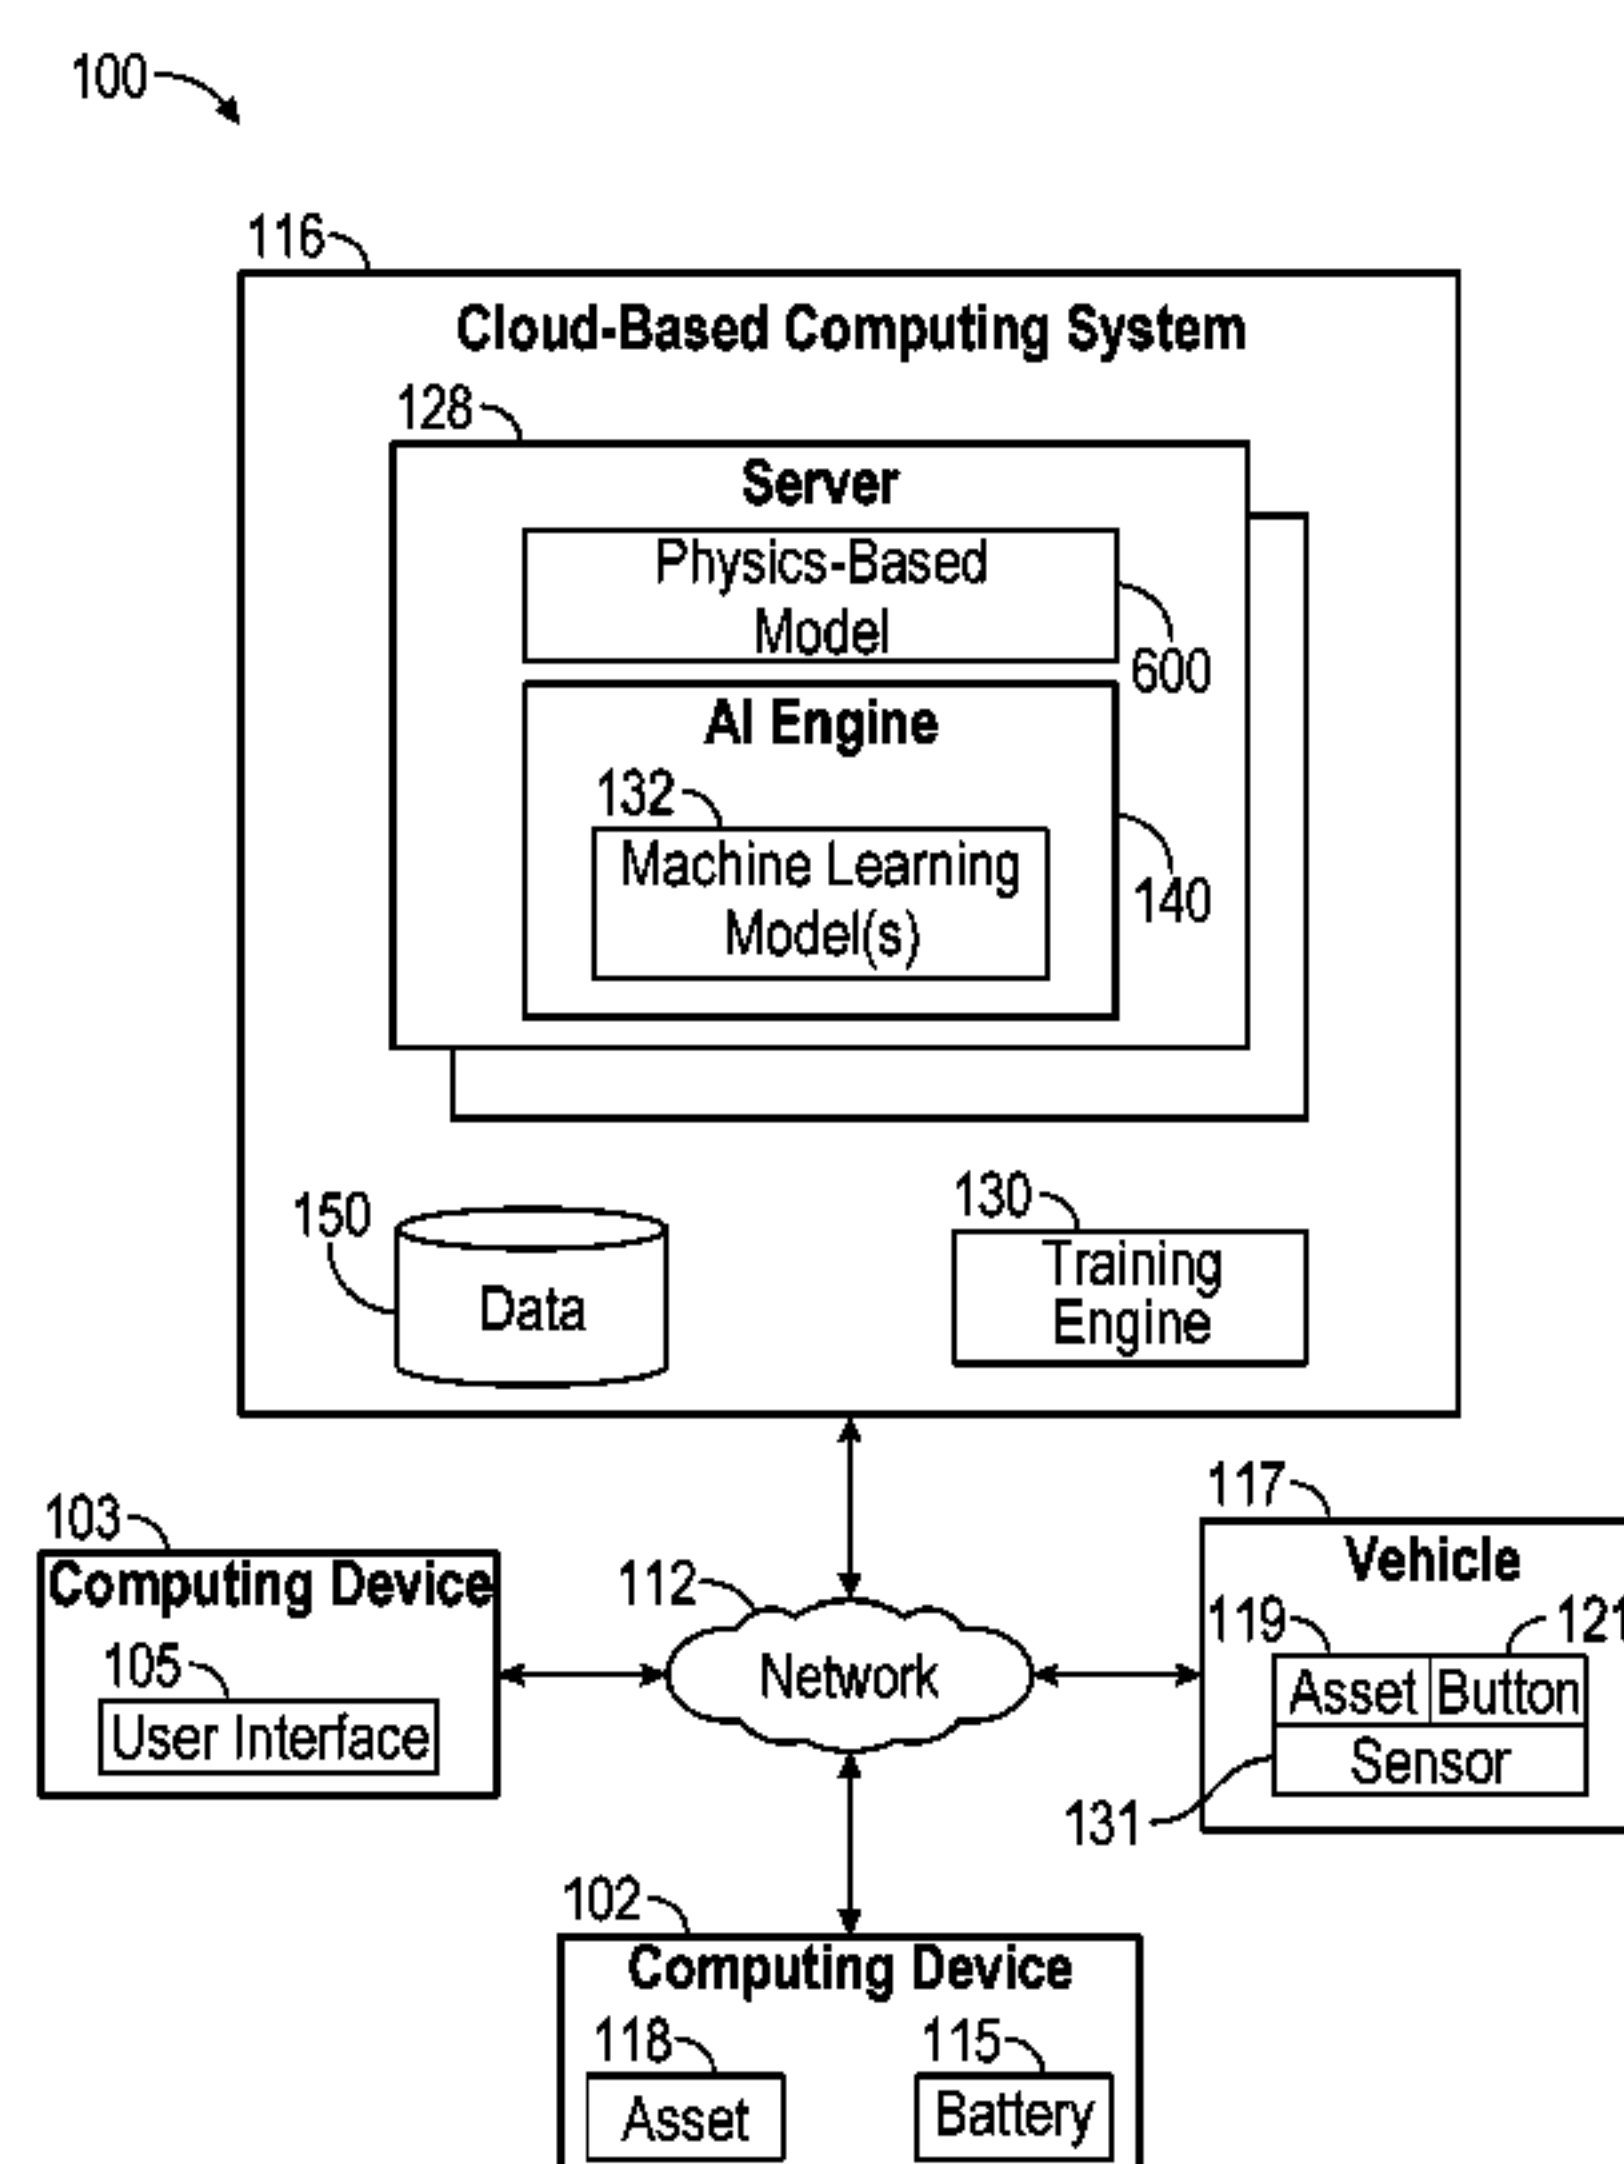 100
116
Cloud-Based Computing System
128
Server
Physics-Based
Model
600
AI Engine
132
Machine Learning
Model(s)
140
150
Data
130
Training
Engine
103
Computing Device
105
User Interface
112
Network
117
Vehicle
119
121
Asset
Button
Sensor
131
102
Computing Device
118
115
Asset
Battery